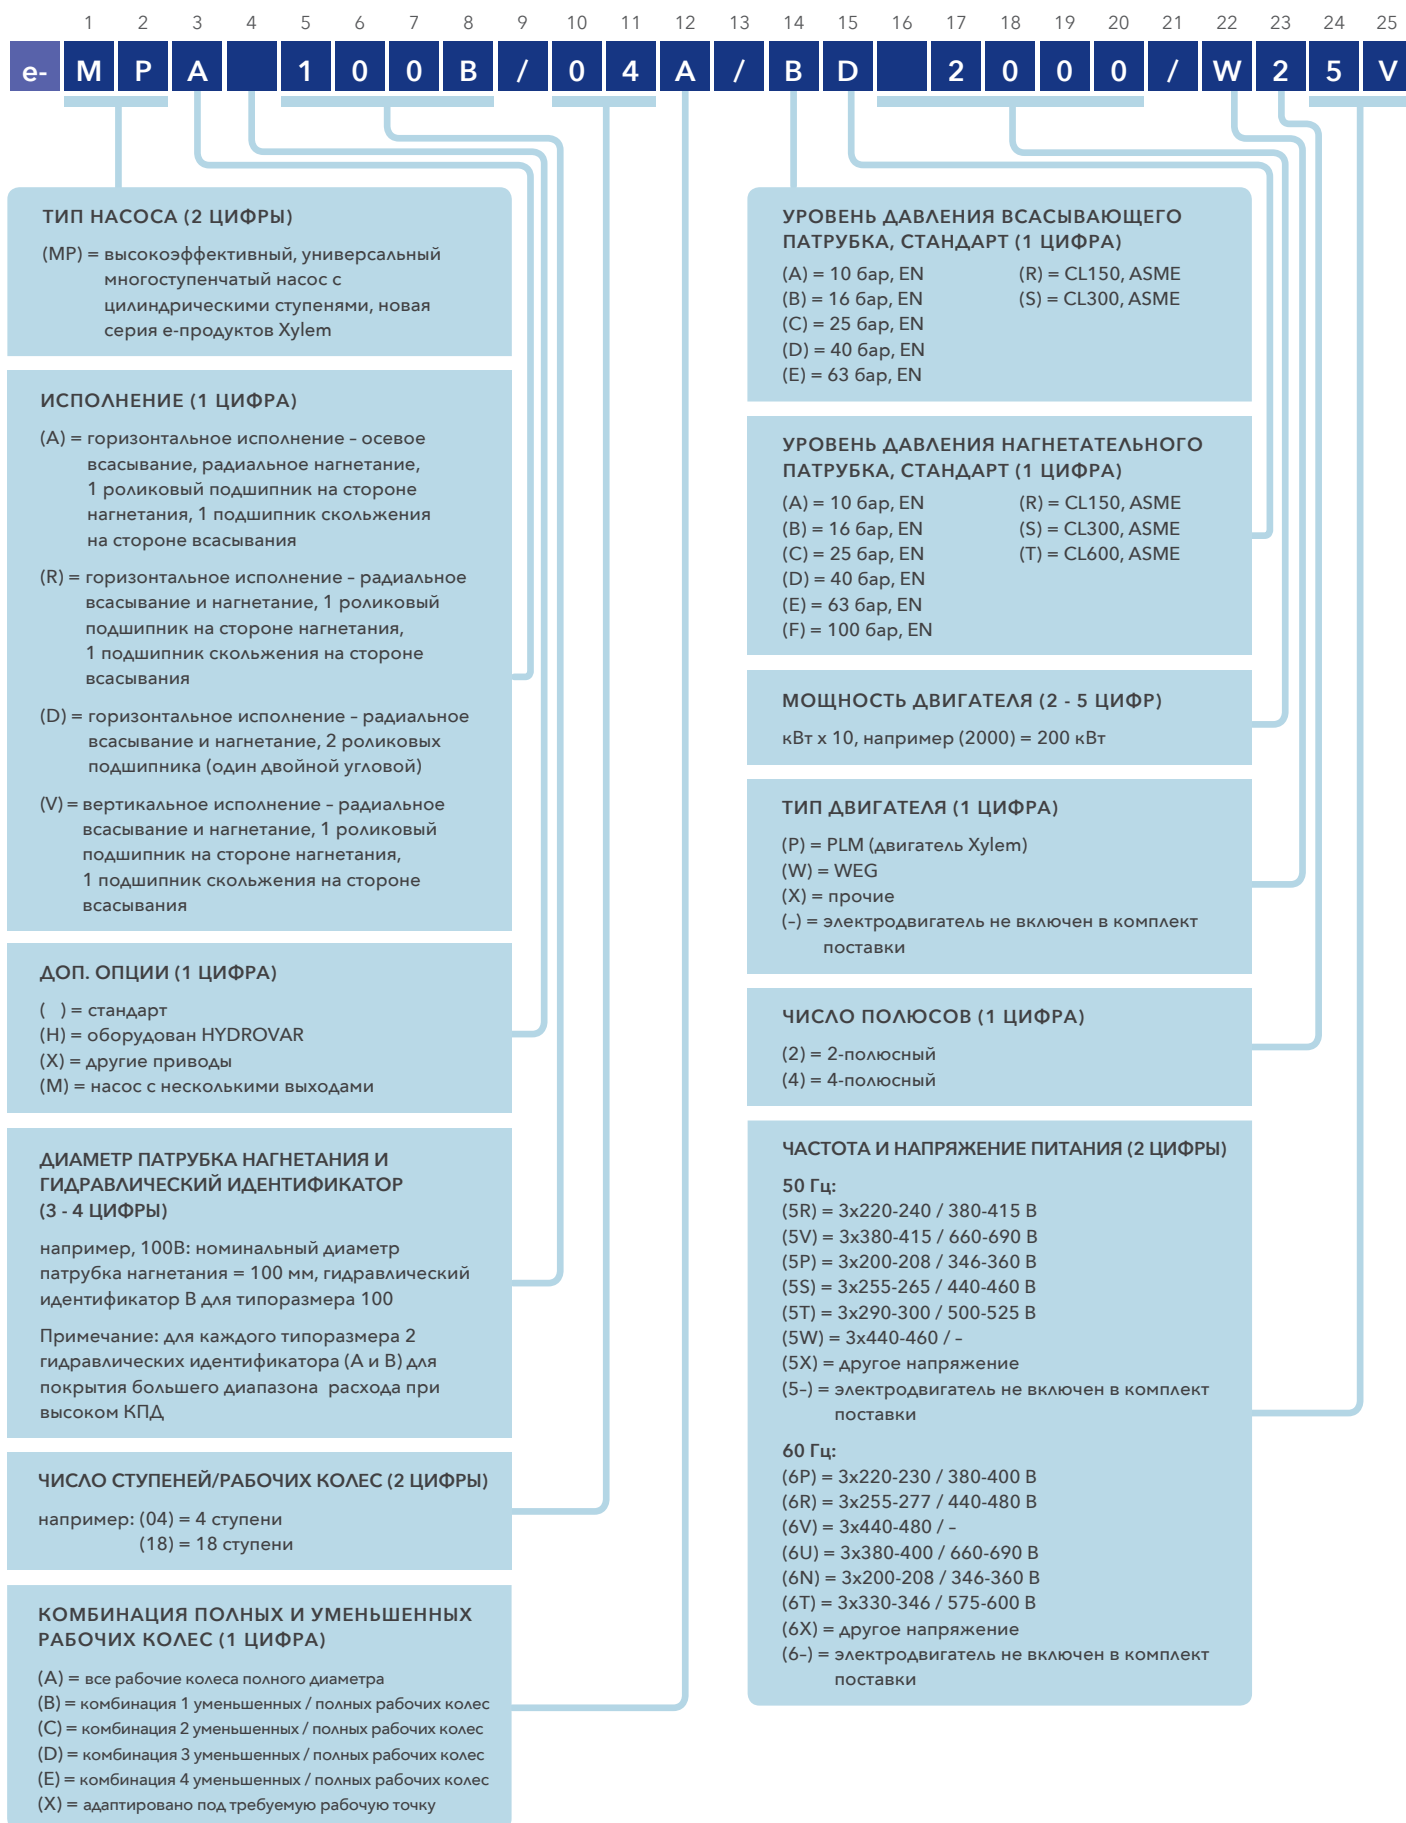 1 2 3 4 5 6 7 8 9 10 11 12 13 14 15 16 17 18 19 20 21 22 23 24 25
e- M P A 1 0 0 B / 0 4 A / B D 2 0 0 0 / W 2 5 V
ТИП НАСОСА (2 ЦИФРЫ)
(MP) = высокоэффективный, универсальный
многоступенчатый насос с
цилиндрическими ступенями, новая
серия е-продуктов Xylem
ИСПОЛНЕНИЕ (1 ЦИФРА)
(A) = горизонтальное исполнение – осевое
всасывание, радиальное нагнетание,
1 роликовый подшипник на стороне
нагнетания, 1 подшипник скольжения
на стороне всасывания
(R) = горизонтальное исполнение – радиальное
всасывание и нагнетание, 1 роликовый
подшипник на стороне нагнетания,
1 подшипник скольжения на стороне
всасывания
(D) = горизонтальное исполнение – радиальное
всасывание и нагнетание, 2 роликовых
подшипника (один двойной угловой)
(V) = вертикальное исполнение – радиальное
всасывание и нагнетание, 1 роликовый
подшипник на стороне нагнетания,
1 подшипник скольжения на стороне
всасывания
ДОП. ОПЦИИ (1 ЦИФРА)
( ) = стандарт
(H) = оборудован HYDROVAR
(X) = другие приводы
(M) = насос с несколькими выходами
ДИАМЕТР ПАТРУБКА НАГНЕТАНИЯ И
ГИДРАВЛИЧЕСКИЙ ИДЕНТИФИКАТОР
(3 - 4 ЦИФРЫ)
например, 100В: номинальный диаметр
патрубка нагнетания = 100 мм, гидравлический
идентификатор В для типоразмера 100
Примечание: для каждого типоразмера 2
гидравлических идентификатора (А и В) для
покрытия большего диапазона расхода при
высоком КПД
ЧИСЛО СТУПЕНЕЙ/РАБОЧИХ КОЛЕС (2 ЦИФРЫ)
например: (04) = 4 ступени
(18) = 18 ступени
КОМБИНАЦИЯ ПОЛНЫХ И УМЕНЬШЕННЫХ
РАБОЧИХ КОЛЕС (1 ЦИФРА)
(A) = все рабочие колеса полного диаметра
(B) = комбинация 1 уменьшенных / полных рабочих колес
(C) = комбинация 2 уменьшенных / полных рабочих колес
(D) = комбинация 3 уменьшенных / полных рабочих колес
(E) = комбинация 4 уменьшенных / полных рабочих колес
(X) = адаптировано под требуемую рабочую точку
УРОВЕНЬ ДАВЛЕНИЯ ВСАСЫВАЮЩЕГО
ПАТРУБКА, СТАНДАРТ (1 ЦИФРА)
(A) = 10 бар, EN (R) = CL150, ASME
(B) = 16 бар, EN (S) = CL300, ASME
(C) = 25 бар, EN
(D) = 40 бар, EN
(E) = 63 бар, EN
УРОВЕНЬ ДАВЛЕНИЯ НАГНЕТАТЕЛЬНОГО
ПАТРУБКА, СТАНДАРТ (1 ЦИФРА)
(A) = 10 бар, EN (R) = CL150, ASME
(B) = 16 бар, EN (S) = CL300, ASME
(C) = 25 бар, EN (T) = CL600, ASME
(D) = 40 бар, EN
(E) = 63 бар, EN
(F) = 100 бар, EN
МОЩНОСТЬ ДВИГАТЕЛЯ (2 - 5 ЦИФР)
кВт x 10, например (2000) = 200 кВт
ТИП ДВИГАТЕЛЯ (1 ЦИФРА)
(P) = PLM (двигатель Xylem)
(W) = WEG
(X) = прочие
(–) = электродвигатель не включен в комплект
поставки
ЧИСЛО ПОЛЮСОВ (1 ЦИФРА)
(2) = 2-полюсный
(4) = 4-полюсный
ЧАСТОТА И НАПРЯЖЕНИЕ ПИТАНИЯ (2 ЦИФРЫ)
50 Гц:
(5R) = 3x220-240 / 380-415 В
(5V) = 3x380-415 / 660-690 В
(5P) = 3x200-208 / 346-360 В
(5S) = 3x255-265 / 440-460 В
(5T) = 3x290-300 / 500-525 В
(5W) = 3x440-460 / –
(5X) = другое напряжение
(5–) = электродвигатель не включен в комплект
поставки
60 Гц:
(6P) = 3x220-230 / 380-400 В
(6R) = 3x255-277 / 440-480 В
(6V) = 3x440-480 / –
(6U) = 3x380-400 / 660-690 В
(6N) = 3x200-208 / 346-360 В
(6T) = 3x330-346 / 575-600 В
(6X) = другое напряжение
(6–) = электродвигатель не включен в комплект
поставки